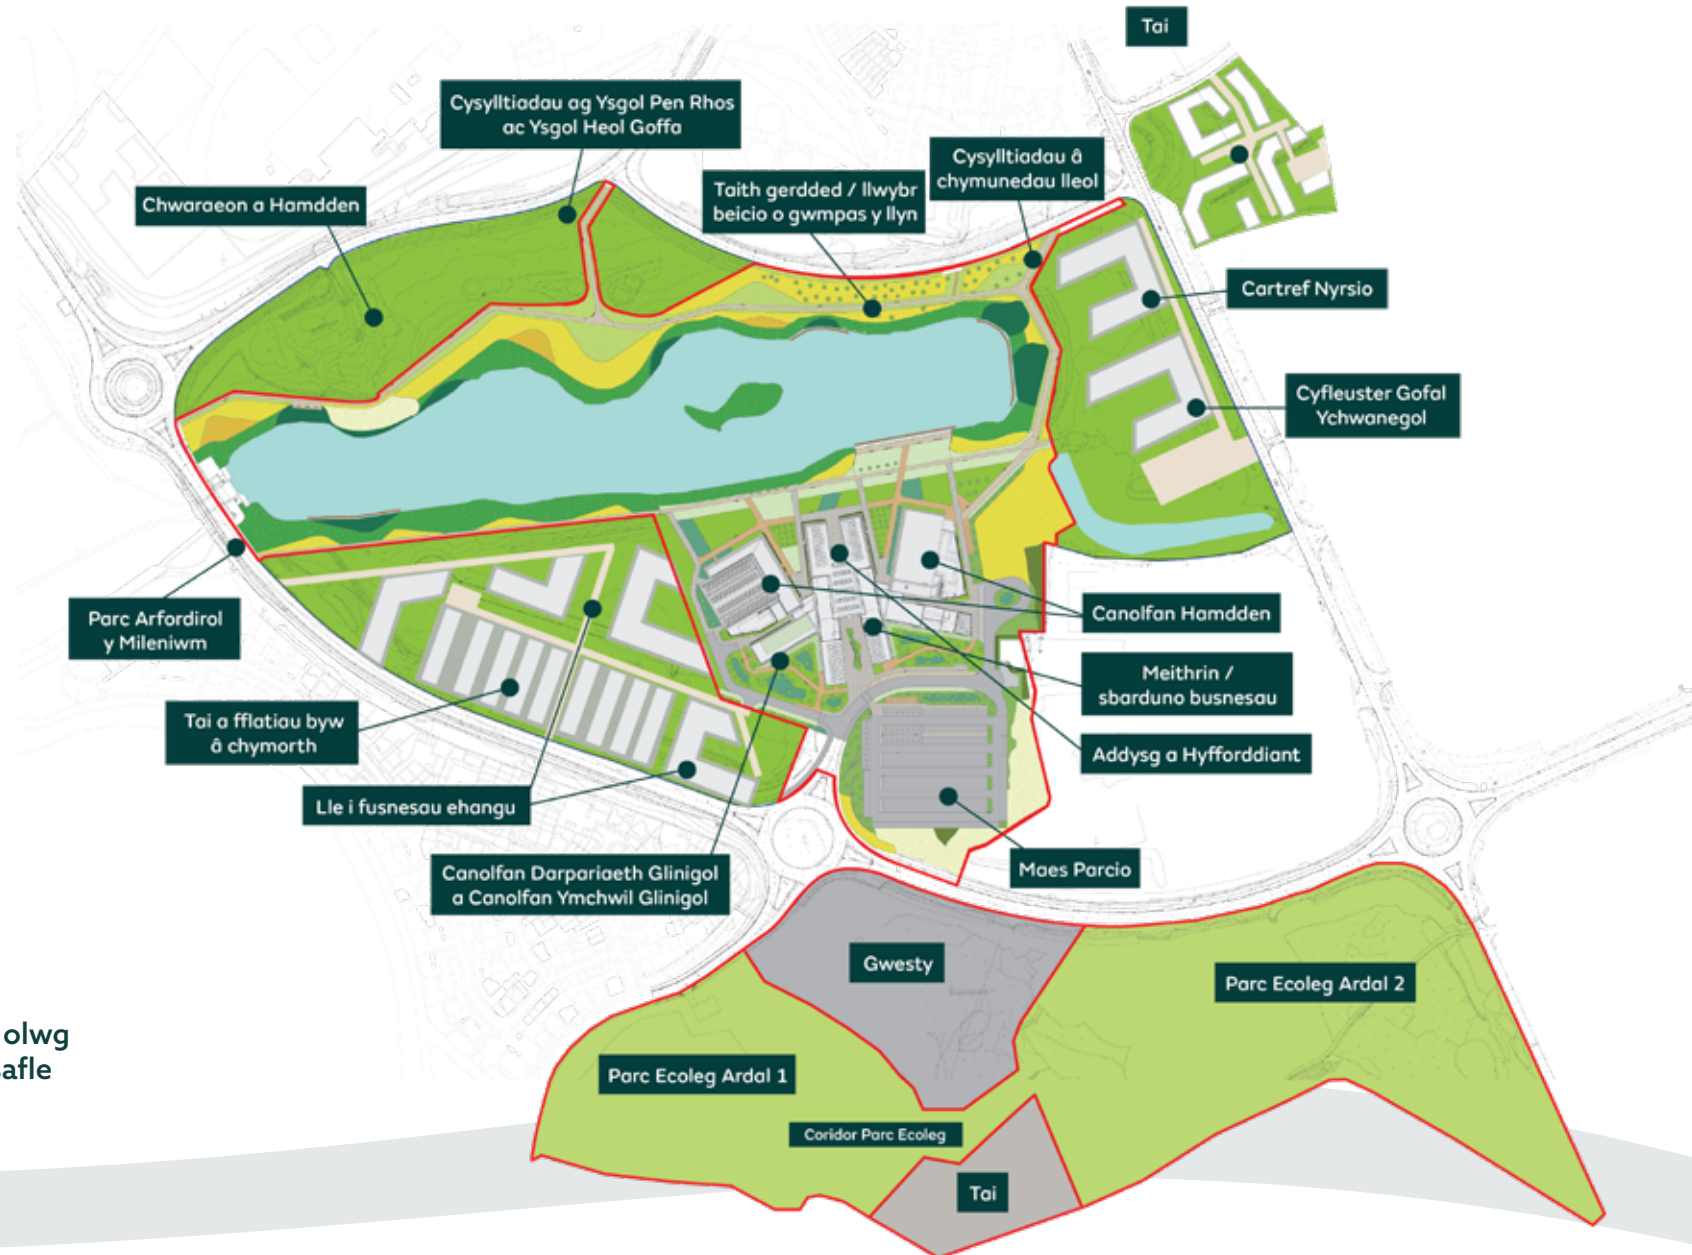 Tai
Cysylltiadau ag Ysgol Pen Rhos
ac Ysgol Heol Goffa
Cysylltiadau â
chymunedau lleol
Taith gerdded / llwybr
beicio o gwmpas y llyn
Chwaraeon a Hamdden
Cartref Nyrsio
Cyfleuster Gofal
Ychwanegol
Parc Arfordirol
y Mileniwm
Canolfan Hamdden
Meithrin /
sbarduno busnesau
Tai a fflatiau byw
â chymorth
Addysg a Hyfforddiant
Lle i fusnesau ehangu
Canolfan Darpariaeth Glinigol
a Canolfan Ymchwil Glinigol
Maes Parcio
Gwesty
Parc Ecoleg Ardal 2
olwg
afle
Parc Ecoleg Ardal 1
Coridor Parc Ecoleg
Tai